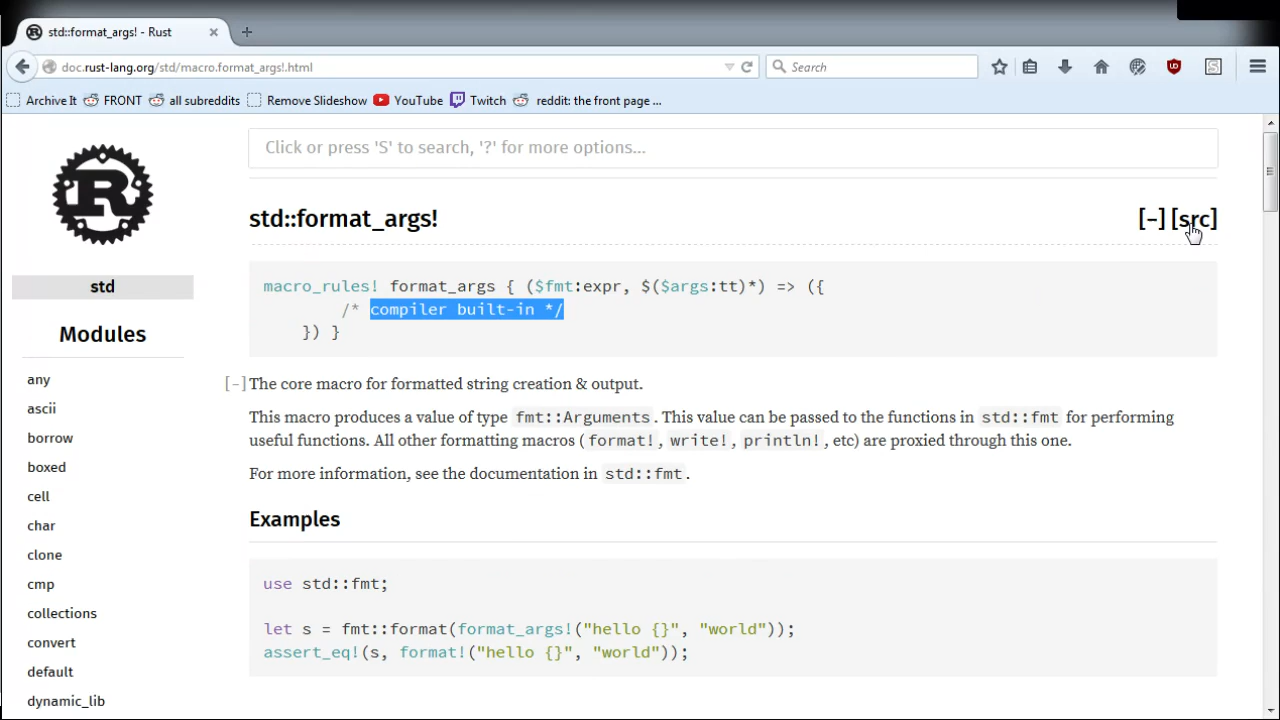 std::format_args! - Rust
doc.rust-lang.org/std/macro.format_args!.html
Search
Archive It
FRONT
all subreddits
Remove Slideshow
YouTube
Twitch
reddit: the front page ...
Click or press 'S' to search, '?' for more options...
R
std
Modules
any
ascii
borrow
boxed
cell
char
clone
cmp
collections
convert
default
dynamic_lib
std::format_args!
[-] [src]
macro_rules! format_args { ($fmt:expr, $($args:tt)*) => ({
/* compiler built-in */
}) }
[-] The core macro for formatted string creation & output.
This macro produces a value of type fmt::Arguments. This value can be passed to the functions in std::fmt for performing
useful functions. All other formatting macros (format!, write!, println!, etc) are proxied through this one.
For more information, see the documentation in std::fmt.
Examples
use std::fmt;
let s = fmt::format(format_args!("hello {}", "world"));
assert_eq!(s, format!("hello {}", "world"));